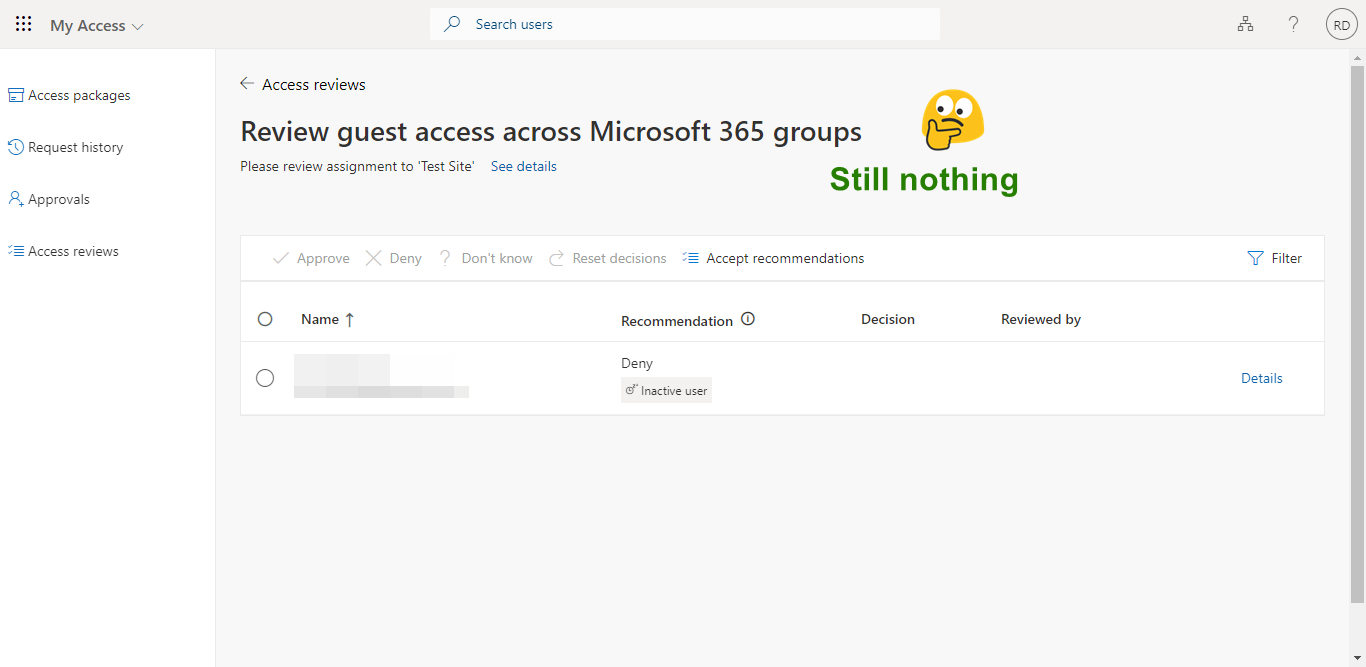 My Access
Search users
RD
Access packages
Request history
Approvals
Access reviews
Access reviews
Review guest access across Microsoft 365 groups
Please review assignment to 'Test Site' See details
Still nothing
Approve Deny ? Don't know Reset decisions Accept recommendations Filter
Name ↑ Recommendation Decision Reviewed by
Deny
Inactive user
Details